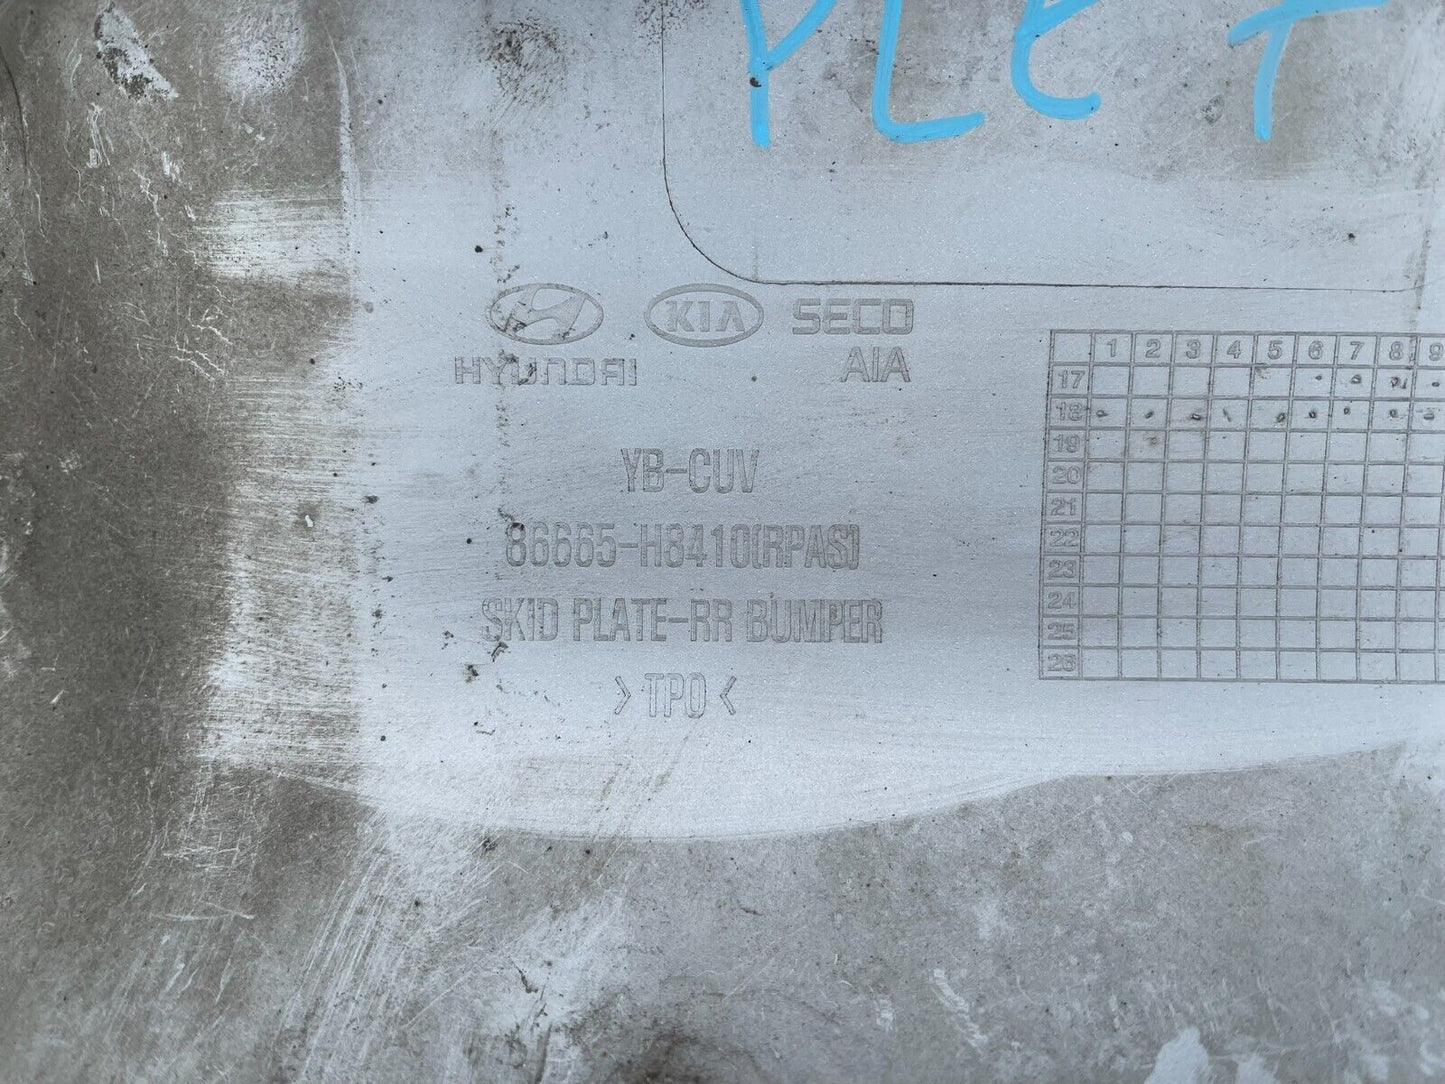 PLET
KIA SECO
HYUNDAI AIA
YB-CUV
86665-H8410(RPAS)
SKID PLATE-RR BUMPER
>TPO<
1 2 3 4 5 6 7 8 9
17
18
19
20
21
22
23
24
25
26